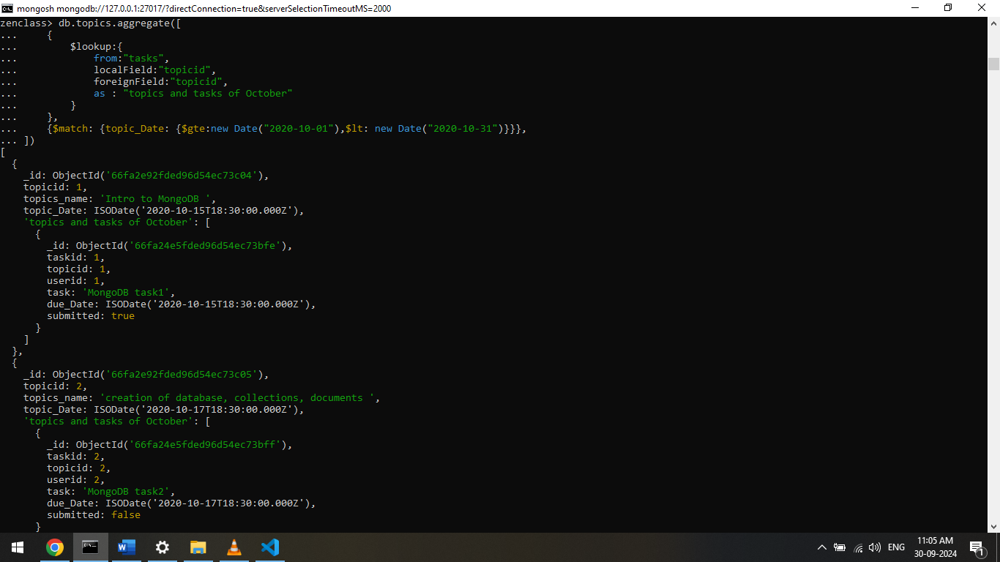 mongosh mongodb://127.0.0.1:27017/?directConnection=true&serverSelectionTimeoutMS=2000
zenclass> db.topics.aggregate([
...     {
...         $lookup:{
...             from:"tasks",
...             localField:"topicid",
...             foreignField:"topicid",
...             as : "topics and tasks of October"
...         }
...     },
...     {$match: {topic_Date: {$gte:new Date("2020-10-01"),$lt: new Date("2020-10-31")}}},
... ])
[
  {
    _id: ObjectId('66fa2e92fded96d54ec73c04'),
    topicid: 1,
    topics_name: 'Intro to MongoDB ',
    topic_Date: ISODate('2020-10-15T18:30:00.000Z'),
    'topics and tasks of October': [
      {
        _id: ObjectId('66fa24e5fded96d54ec73bfe'),
        taskid: 1,
        topicid: 1,
        userid: 1,
        task: 'MongoDB task1',
        due_Date: ISODate('2020-10-15T18:30:00.000Z'),
        submitted: true
      }
    ]
  },
  {
    _id: ObjectId('66fa2e92fded96d54ec73c05'),
    topicid: 2,
    topics_name: 'creation of database, collections, documents ',
    topic_Date: ISODate('2020-10-17T18:30:00.000Z'),
    'topics and tasks of October': [
      {
        _id: ObjectId('66fa24e5fded96d54ec73bff'),
        taskid: 2,
        topicid: 2,
        userid: 2,
        task: 'MongoDB task2',
        due_Date: ISODate('2020-10-17T18:30:00.000Z'),
        submitted: false
      }
ENG
11:05 AM
30-09-2024
1